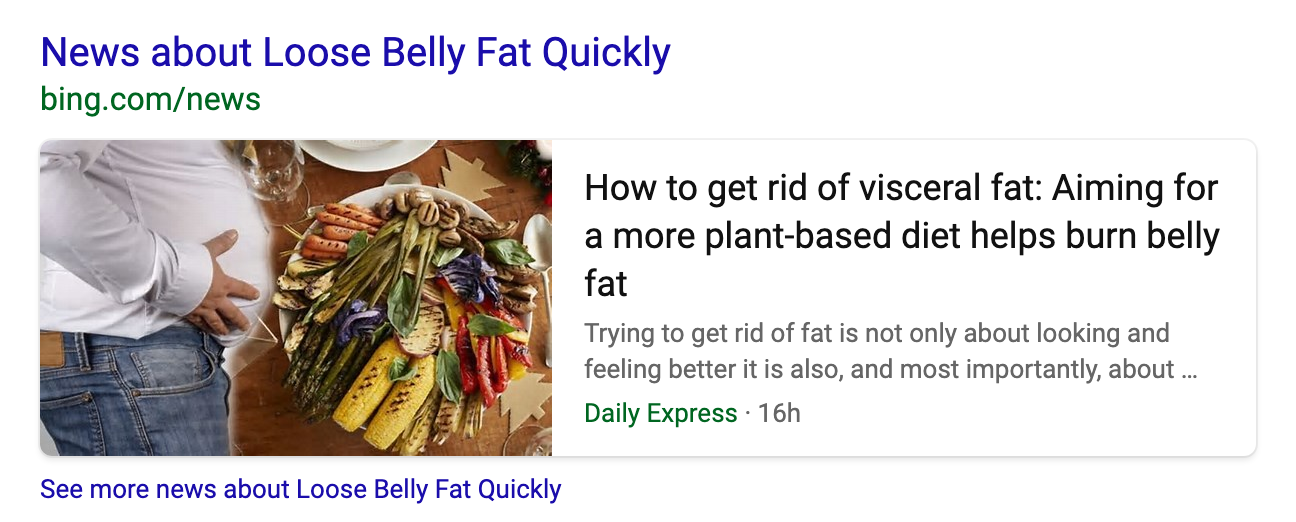 News about Loose Belly Fat Quickly
bing.com/news
How to get rid of visceral fat: Aiming for
a more plant-based diet helps burn belly
fat
Trying to get rid of fat is not only about looking and
feeling better it is also, and most importantly, about ...
Daily Express · 16h
See more news about Loose Belly Fat Quickly